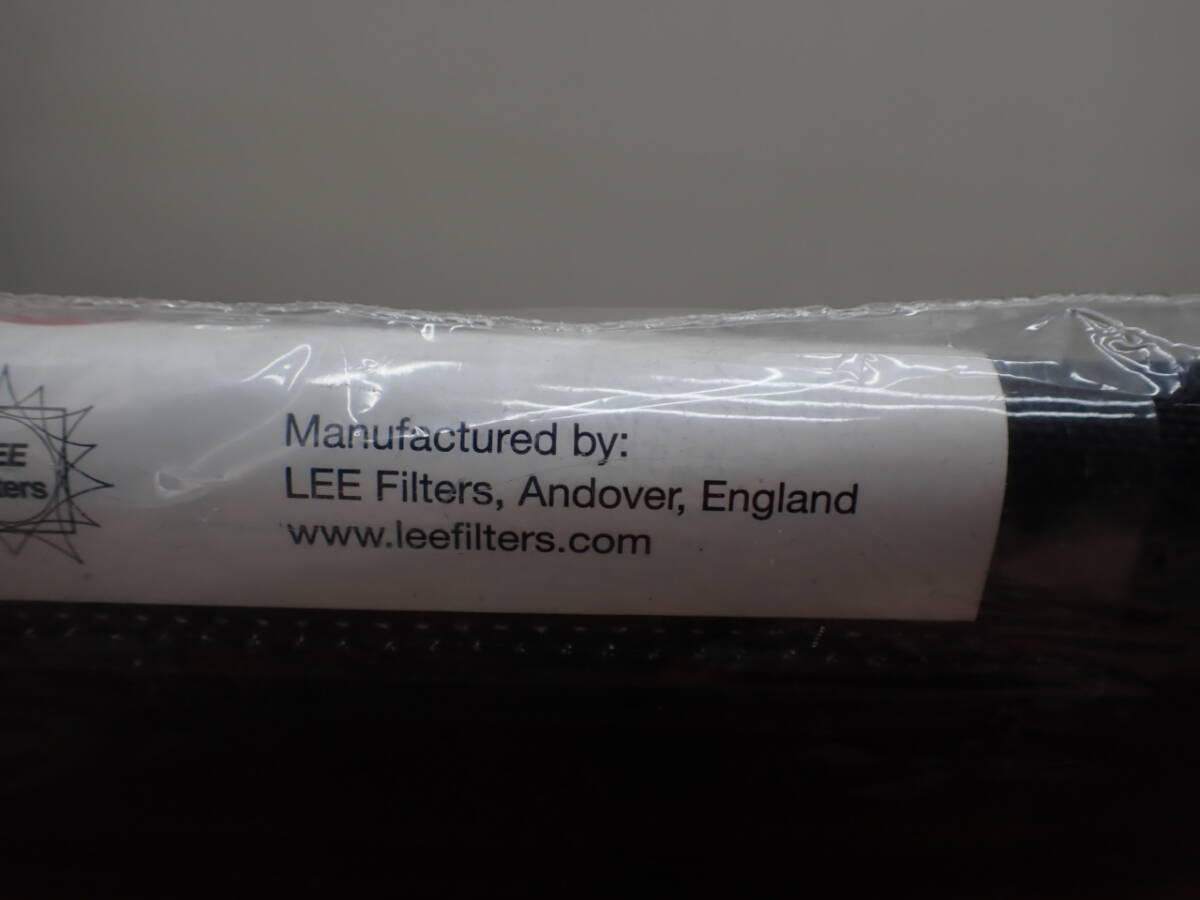 Manufactured by:
LEE Filters, Andover, England
www.leefilters.com